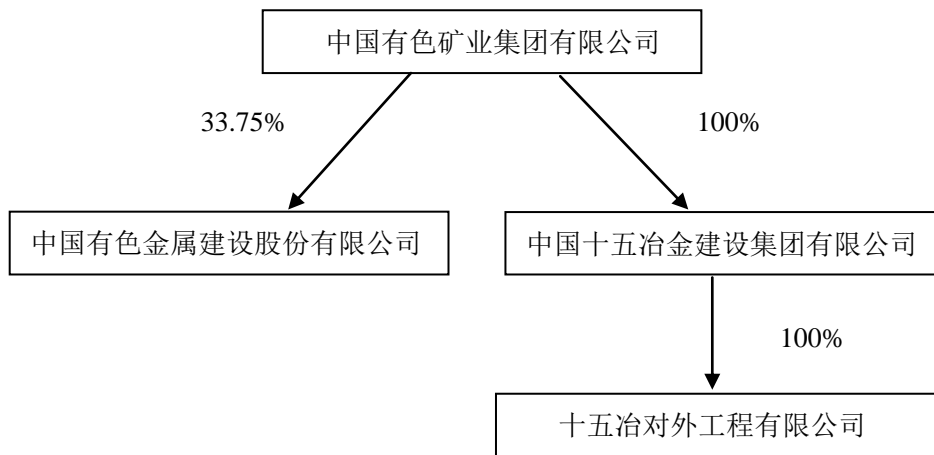 中国有色矿业集团有限公司
33.75%
100%
中国有色金属建设股份有限公司
中国十五冶金建设集团有限公司
100%
十五冶对外工程有限公司